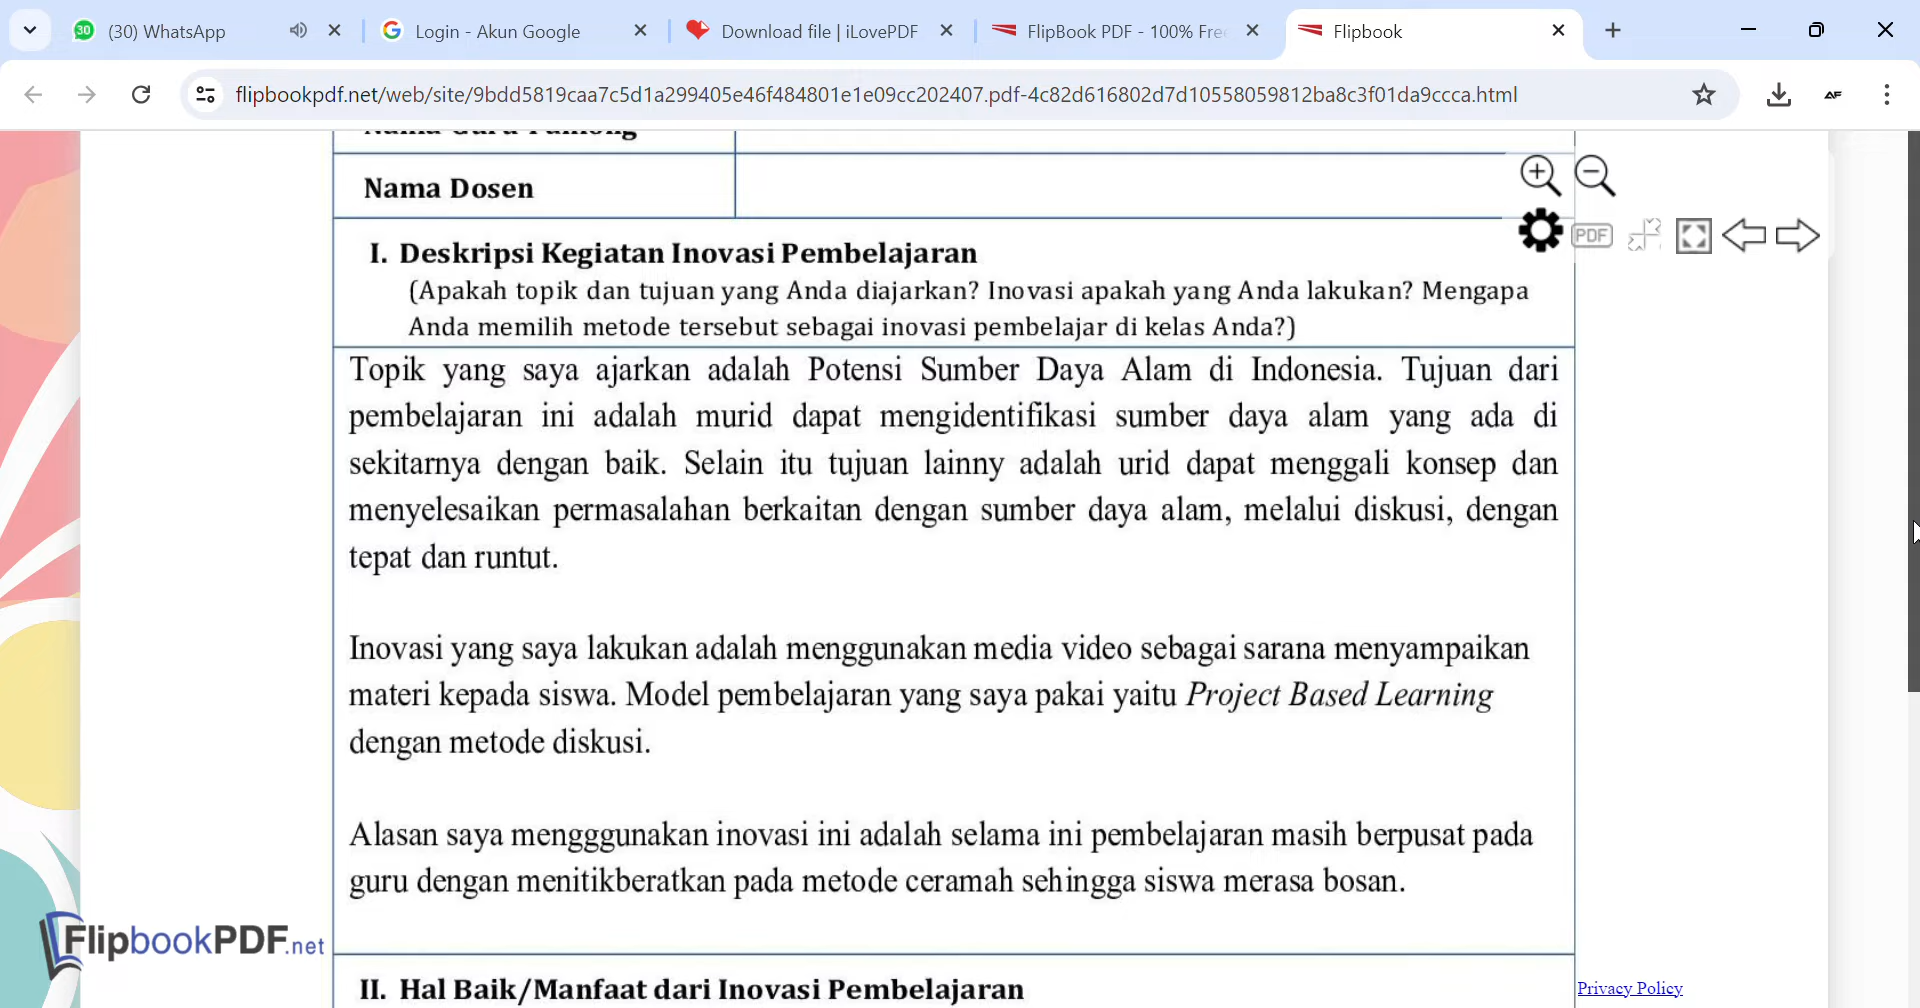 (30) WhatsApp
Login - Akun Google
Download file | iLovePDF
FlipBook PDF - 100% Fre
Flipbook
flipbookpdf.net/web/site/9bdd5819caa7c5d1a299405e46f484801e1e09cc202407.pdf-4c82d616802d7d10558059812ba8c3f01da9ccca.html
Nama Guru Pamong
Nama Dosen
PDF
I. Deskripsi Kegiatan Inovasi Pembelajaran
(Apakah topik dan tujuan yang Anda diajarkan? Inovasi apakah yang Anda lakukan? Mengapa
Anda memilih metode tersebut sebagai inovasi pembelajar di kelas Anda?)
Topik yang saya ajarkan adalah Potensi Sumber Daya Alam di Indonesia. Tujuan dari
pembelajaran ini adalah murid dapat mengidentifikasi sumber daya alam yang ada di
sekitarnya dengan baik. Selain itu tujuan lainny adalah urid dapat menggali konsep dan
menyelesaikan permasalahan berkaitan dengan sumber daya alam, melalui diskusi, dengan
tepat dan runtut.
Inovasi yang saya lakukan adalah menggunakan media video sebagai sarana menyampaikan
materi kepada siswa. Model pembelajaran yang saya pakai yaitu Project Based Learning
dengan metode diskusi.
Alasan saya mengggunakan inovasi ini adalah selama ini pembelajaran masih berpusat pada
guru dengan menitikberatkan pada metode ceramah sehingga siswa merasa bosan.
FlipbookPDF.net
II. Hal Baik/Manfaat dari Inovasi Pembelajaran
Privacy Policy